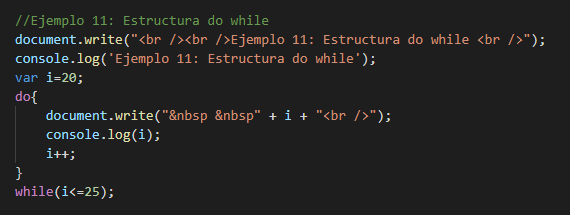 //Ejemplo 11: Estructura do while
document.write("<br /><br />Ejemplo 11: Estructura do while <br />");
console.log('Ejemplo 11: Estructura do while');
var i=20;
do{
    document.write("&nbsp &nbsp" + i + "<br />");
    console.log(i);
    i++;
}
while(i<=25);